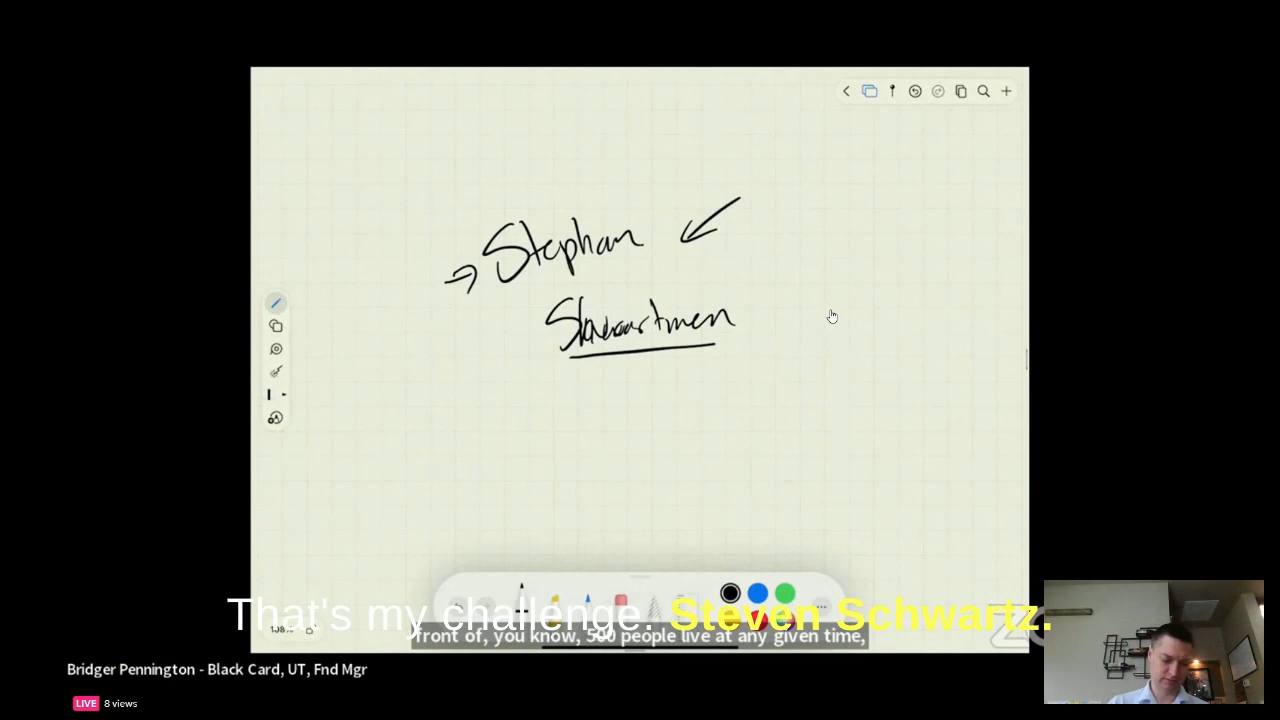 Stephan
That's my challenge. Steven Schwartz.
front of, you know, 500 people live at any given time,
Bridger Pennington - Black Card, UT, Fnd Mgr
LIVE 8 views